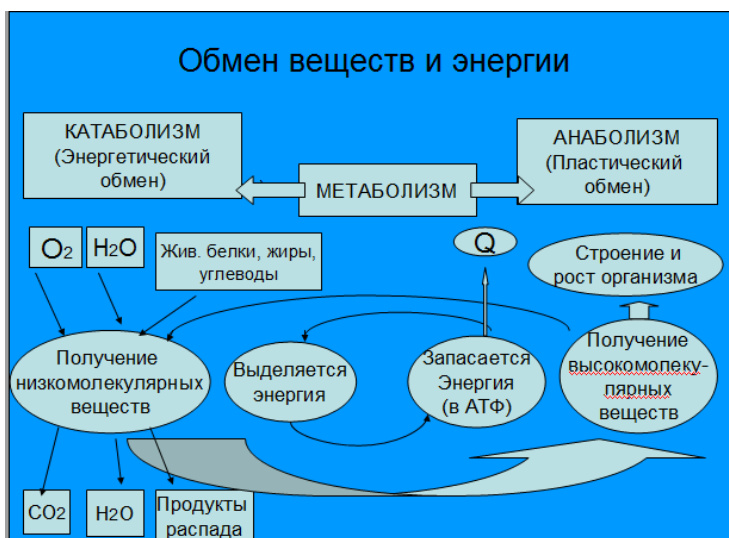 Обмен веществ и энергии
КАТАБОЛИЗМ
(Энергетический
обмен)
МЕТАБОЛИЗМ
АНАБОЛИЗМ
(Пластический
обмен)
O2
H2O
Жив. белки, жиры,
углеводы
Q
Строение и
рост организма
Получение
низкомолекулярных
веществ
Выделяется
энергия
Запасается
Энергия
(в АТФ)
Получение
высокомолеку-
лярных
веществ
CO2
H2O
Продукты
распада